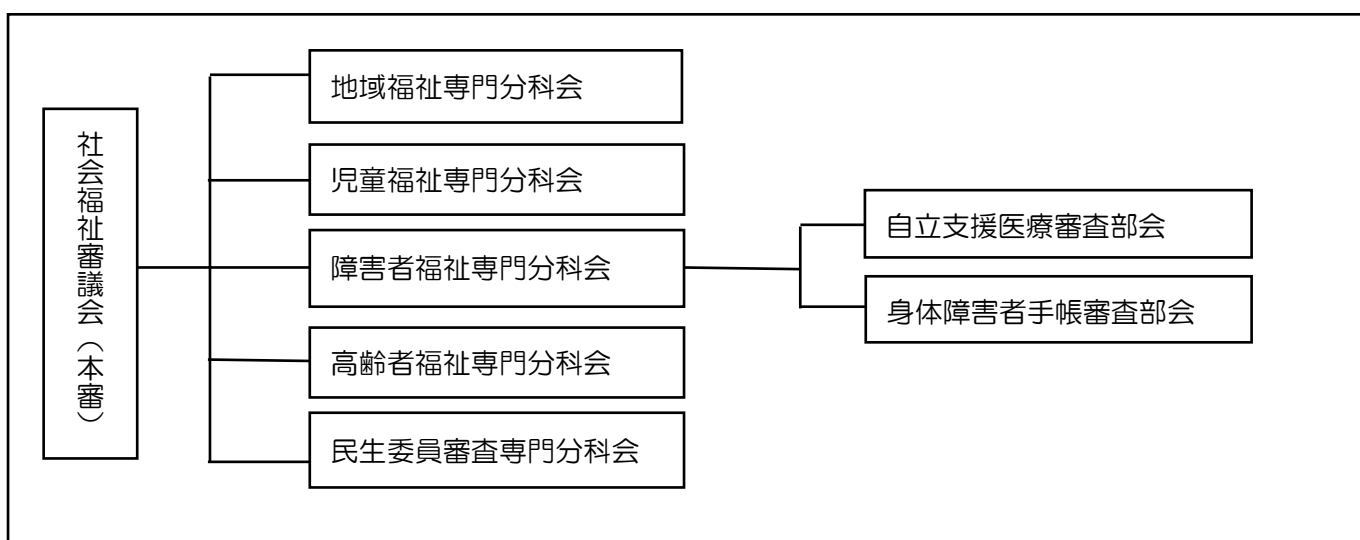 社会福祉審議会（本審）
地域福祉専門分科会
児童福祉専門分科会
障害者福祉専門分科会
高齢者福祉専門分科会
民生委員審査専門分科会
自立支援医療審査部会
身体障害者手帳審査部会